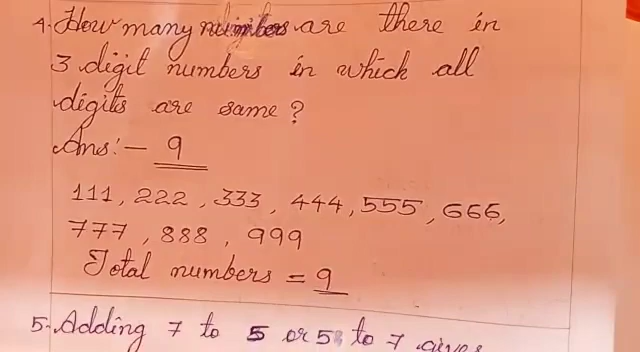 4. How many numbers are there in
3 digit numbers in which all
digits are same?
Ans:- 9
111, 222, 333, 444, 555, 666,
777, 888, 999
Total numbers = 9
5. Adding 7 to 5 or 5 to 7 gives